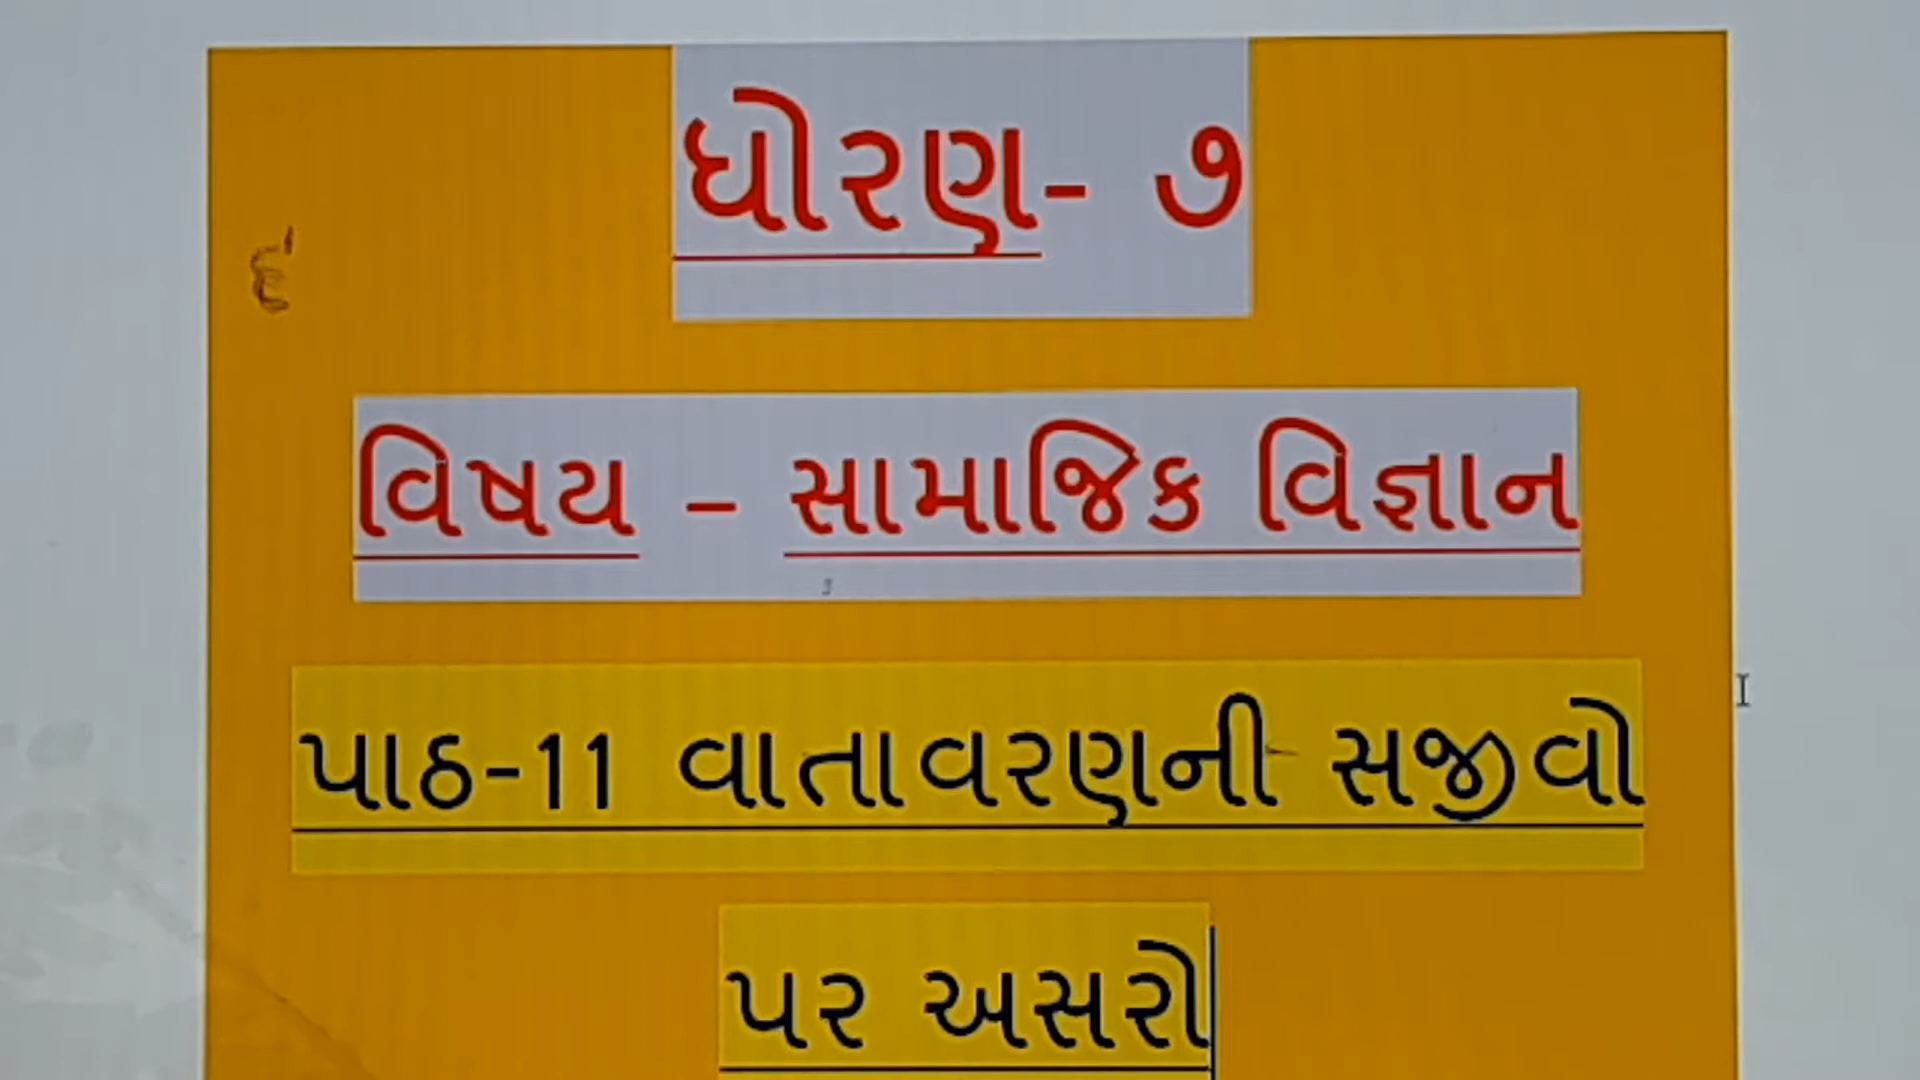 ધોરણ- ૭
વિષય – સામાજિક વિજ્ઞાન
પાઠ-11 વાતાવરણની સજીવો
પર અસરો